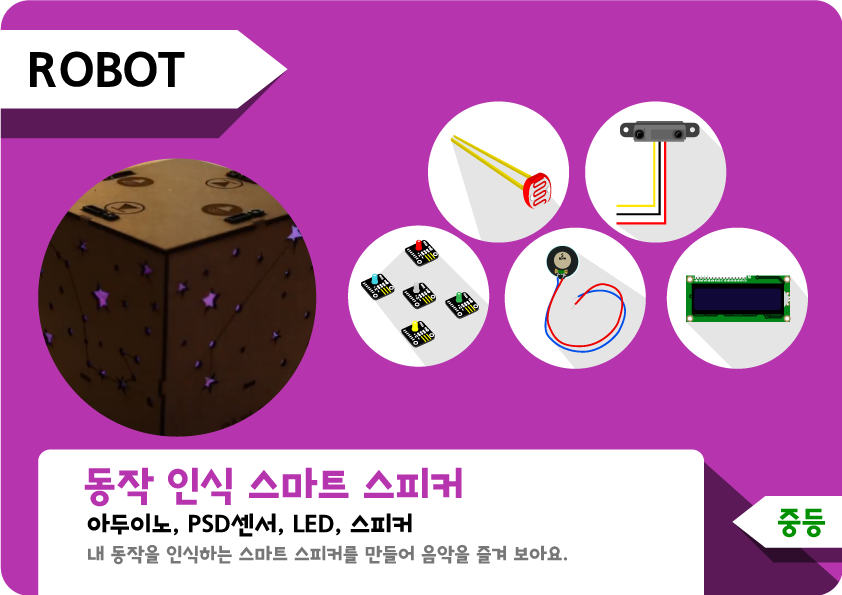 ROBOT
동작 인식 스마트 스피커
아두이노, PSD센서, LED, 스피커
내 동작을 인식하는 스마트 스피커를 만들어 음악을 즐겨 보아요.
중등